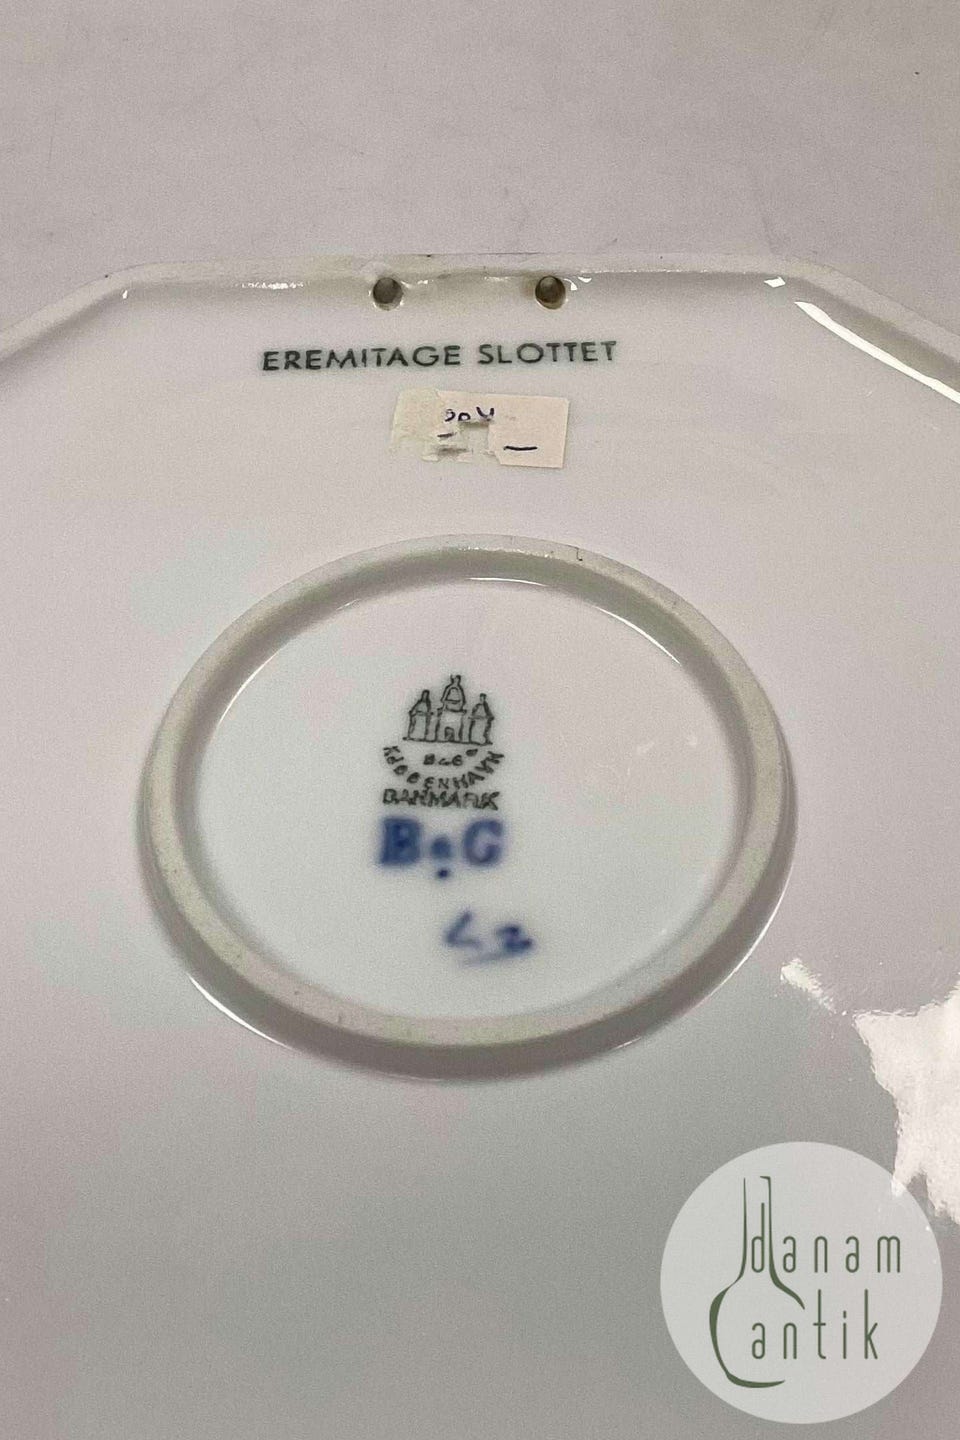 EREMITAGE SLOTTET
B&G
KJØBENHAVN
DANMARK
B&G
danam
antik